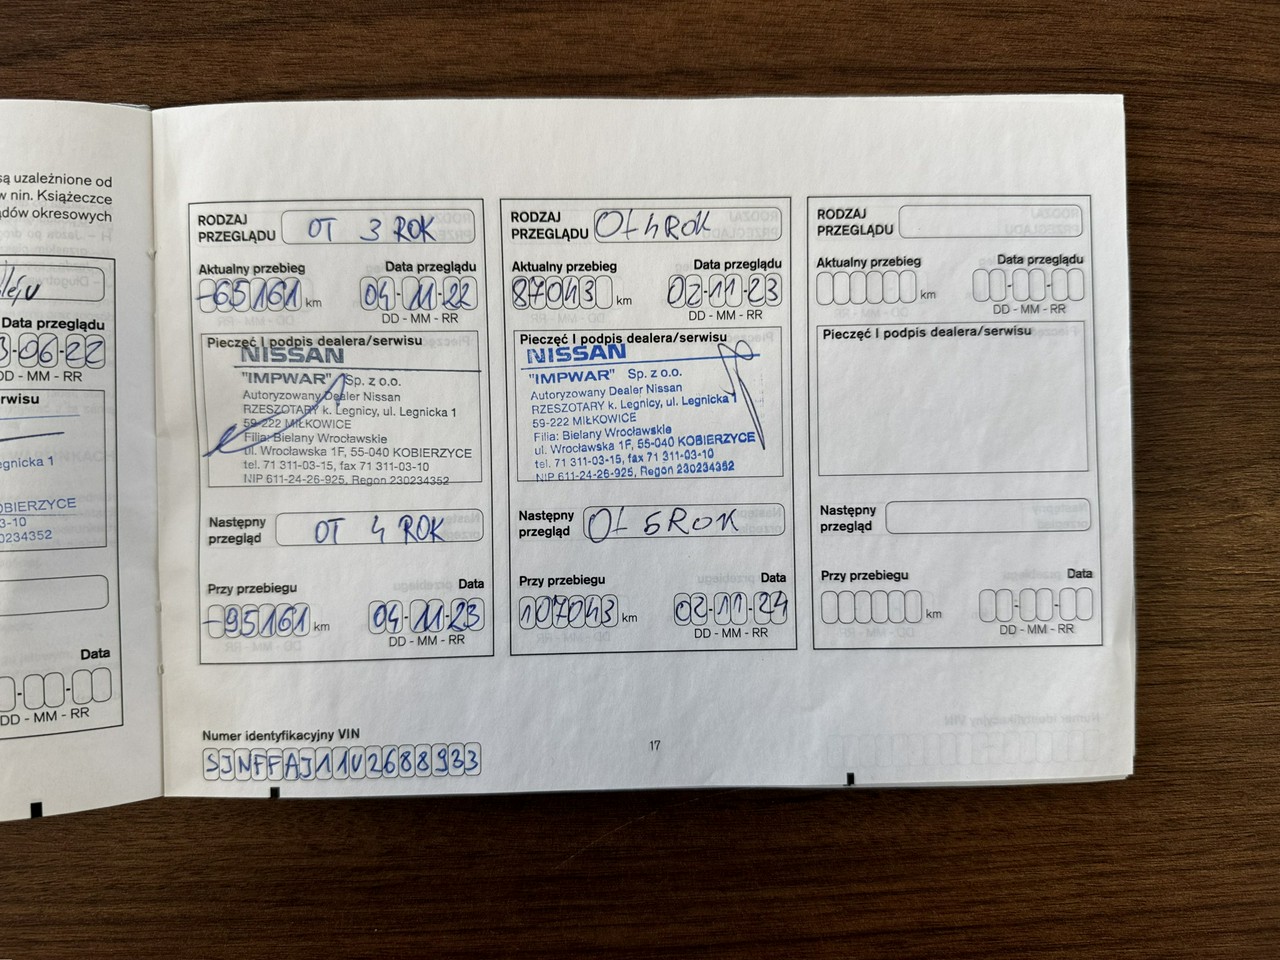 są uzależnione od
w nin. Książeczce
ądów okresowych
Data przeglądu
3-06-22
DD - MM - RR
rwisu
egnicka 1
OBIERZYCE
3-10
0234352
Data
DD - MM - RR
RODZAJ
PRZEGLĄDU
OT 3 ROK
Aktualny przebieg
Data przeglądu
-65161 km
04-11-22
DD - MM - RR
Pieczęć I podpis dealera/serwisu
NISSAN
"IMPWAR" Sp. z o.o.
Autoryzowany Dealer Nissan
RZESZOTARY k. Legnicy, ul. Legnicka 1
59-222 MIŁKOWICE
Filia: Bielany Wrocławskie
ul. Wrocławska 1F, 55-040 KOBIERZYCE
tel. 71 311-03-15, fax 71 311-03-10
NIP 611-24-26-925, Regon 230234352
Następny
przegląd
OT 4 ROK
Przy przebiegu
Data
-95161 km
04-11-23
DD - MM - RR
RODZAJ
PRZEGLĄDU
Ot 4 ROK
Aktualny przebieg
Data przeglądu
87043 km
02-11-23
DD - MM - RR
Pieczęć I podpis dealera/serwisu
NISSAN
"IMPWAR" Sp. z o.o.
Autoryzowany Dealer Nissan
RZESZOTARY k. Legnicy, ul. Legnicka 1
59-222 MIŁKOWICE
Filia: Bielany Wrocławskie
ul. Wrocławska 1F, 55-040 KOBIERZYCE
tel. 71 311-03-15, fax 71 311-03-10
NIP 611-24-26-925, Regon 230234352
Następny
przegląd
Ot 5 ROK
Przy przebiegu
Data
107043 km
02-11-24
DD - MM - RR
RODZAJ
PRZEGLĄDU
Aktualny przebieg
Data przeglądu
km
DD - MM - RR
Pieczęć I podpis dealera/serwisu
Następny
przegląd
Przy przebiegu
Data
km
DD - MM - RR
Numer identyfikacyjny VIN
SJNFFAJ11U2688933
17